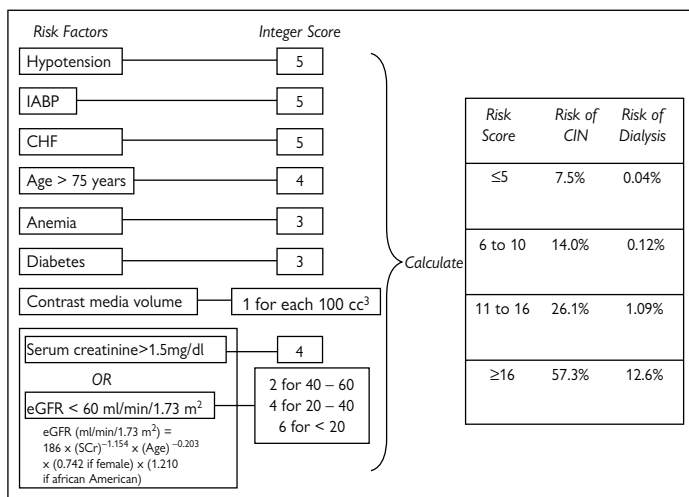 Risk Factors Integer Score
Hypotension 5
IABP 5
CHF 5
Age > 75 years 4
Anemia 3
Diabetes 3
Contrast media volume 1 for each 100 cc³
Serum creatinine>1.5mg/dl 4
OR
eGFR < 60 ml/min/1.73 m²
2 for 40 – 60
4 for 20 – 40
6 for < 20
eGFR (ml/min/1.73 m²) =
186 x (SCr)⁻¹·¹⁵⁴ x (Age) ⁻⁰·²⁰³
x (0.742 if female) x (1.210
if african American)
Calculate
Risk Score Risk of CIN Risk of Dialysis
≤5 7.5% 0.04%
6 to 10 14.0% 0.12%
11 to 16 26.1% 1.09%
≥16 57.3% 12.6%